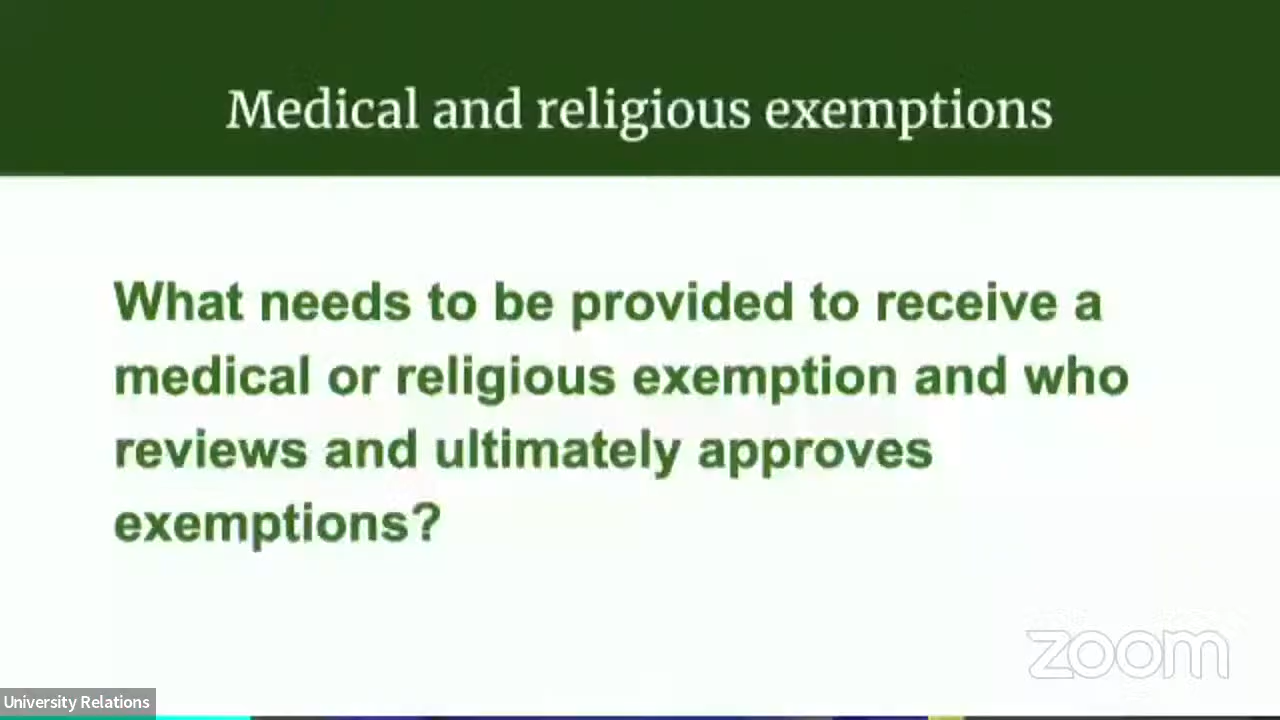 Medical and religious exemptions
What needs to be provided to receive a
medical or religious exemption and who
reviews and ultimately approves
exemptions?
zoom
University Relations